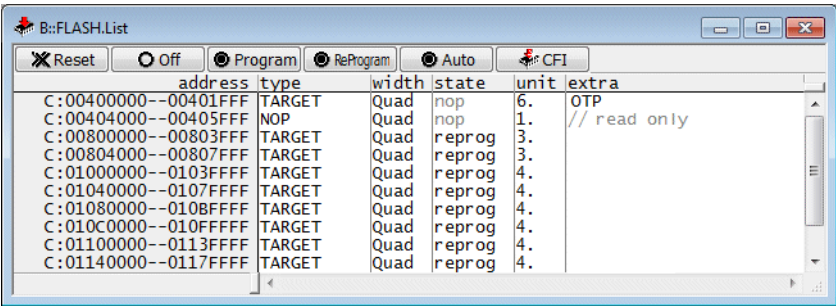 B::FLASH.List
Reset Off Program ReProgram Auto CFI
address type width state unit extra
C:00400000--00401FFF TARGET Quad nop 6. OTP
C:00404000--00405FFF NOP Quad nop 1. // read only
C:00800000--00803FFF TARGET Quad reprog 3.
C:00804000--00807FFF TARGET Quad reprog 3.
C:01000000--0103FFFF TARGET Quad reprog 4.
C:01040000--0107FFFF TARGET Quad reprog 4.
C:01080000--010BFFFF TARGET Quad reprog 4.
C:010C0000--010FFFFF TARGET Quad reprog 4.
C:01100000--0113FFFF TARGET Quad reprog 4.
C:01140000--0117FFFF TARGET Quad reprog 4.